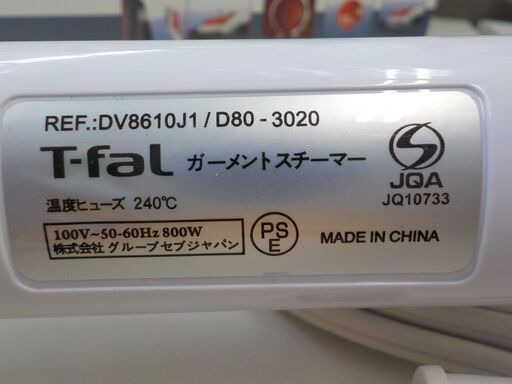 REF.:DV8610J1 / D80 - 3020
T-fal ガーメントスチーマー
JQA
JQ10733
温度ヒューズ 240℃
100V~50-60Hz 800W
株式会社 グループセブジャパン
PS
E
MADE IN CHINA